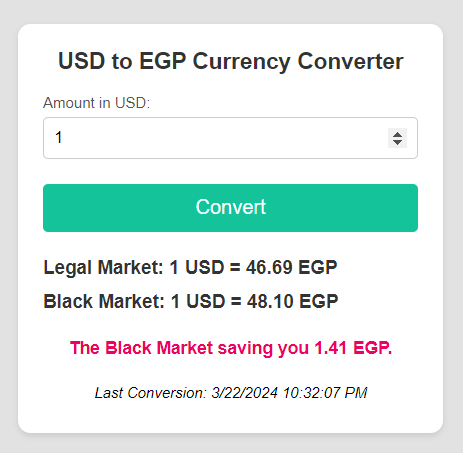 USD to EGP Currency Converter
Amount in USD:
1
Convert
Legal Market: 1 USD = 46.69 EGP
Black Market: 1 USD = 48.10 EGP
The Black Market saving you 1.41 EGP.
Last Conversion: 3/22/2024 10:32:07 PM